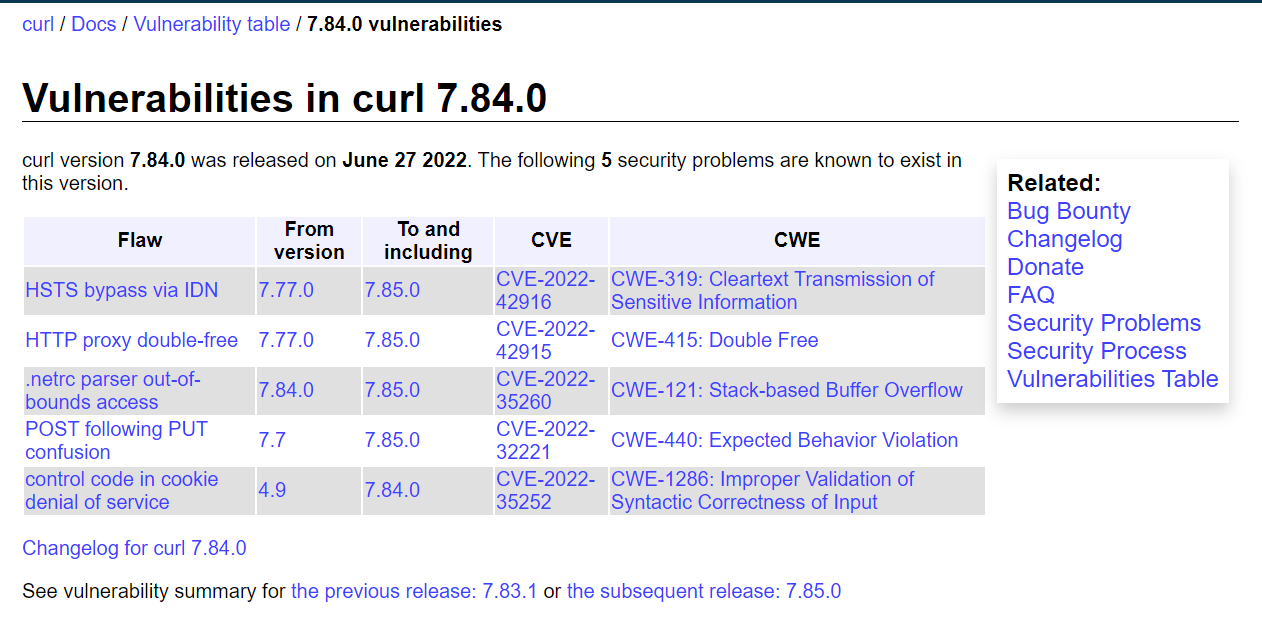 curl / Docs / Vulnerability table / 7.84.0 vulnerabilities
Vulnerabilities in curl 7.84.0
curl version 7.84.0 was released on June 27 2022. The following 5 security problems are known to exist in
this version.
Flaw From version To and including CVE CWE
HSTS bypass via IDN 7.77.0 7.85.0 CVE-2022-42916 CWE-319: Cleartext Transmission of Sensitive Information
HTTP proxy double-free 7.77.0 7.85.0 CVE-2022-42915 CWE-415: Double Free
.netrc parser out-of-bounds access 7.84.0 7.85.0 CVE-2022-35260 CWE-121: Stack-based Buffer Overflow
POST following PUT confusion 7.7 7.85.0 CVE-2022-32221 CWE-440: Expected Behavior Violation
control code in cookie denial of service 4.9 7.84.0 CVE-2022-35252 CWE-1286: Improper Validation of Syntactic Correctness of Input
Changelog for curl 7.84.0
See vulnerability summary for the previous release: 7.83.1 or the subsequent release: 7.85.0
Related:
Bug Bounty
Changelog
Donate
FAQ
Security Problems
Security Process
Vulnerabilities Table